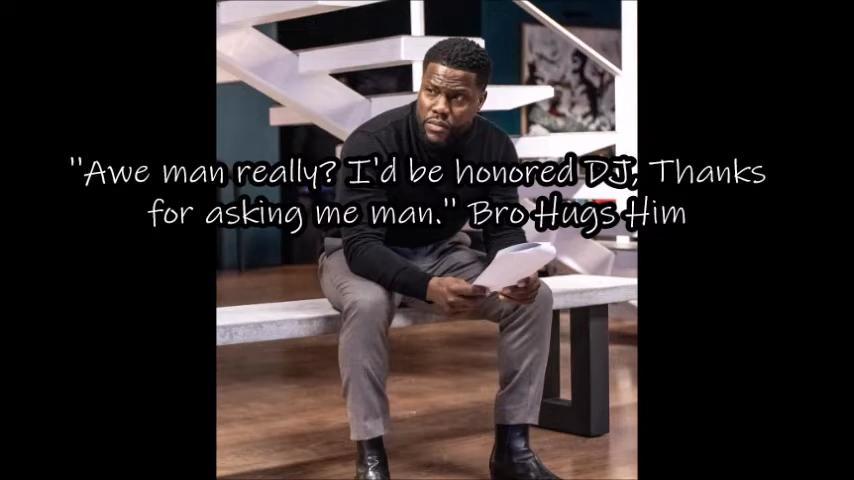 "Awe man really? I'd be honored DJ, Thanks
for asking me man." Bro Hugs Him